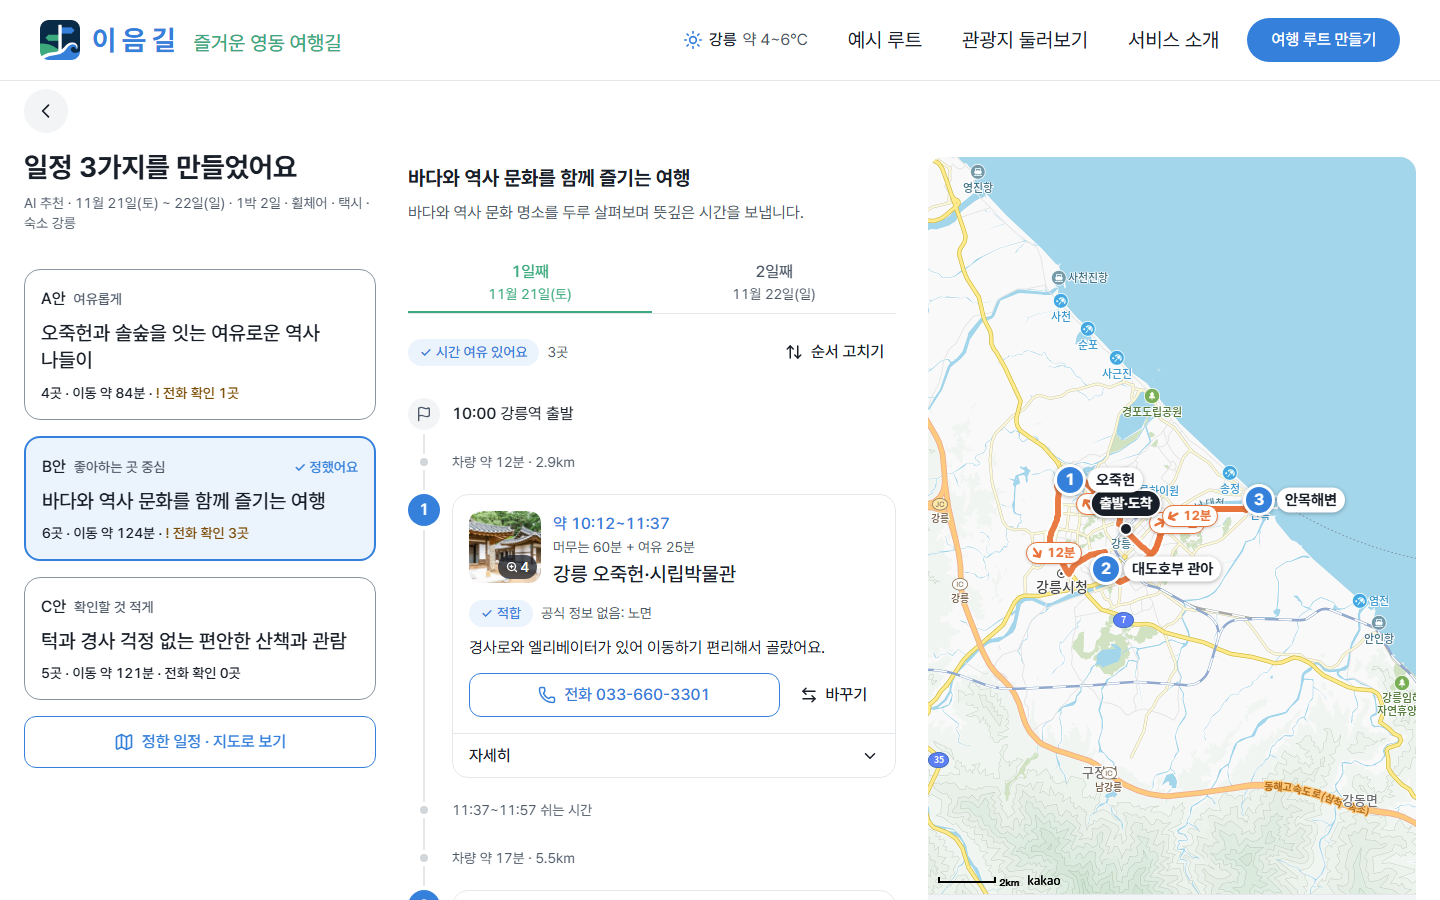 이음길 즐거운 영동 여행길
강릉 약 4~6°C
예시 루트
관광지 둘러보기
서비스 소개
여행 루트 만들기
일정 3가지를 만들었어요
AI 추천 · 11월 21일(토) ~ 22일(일) · 1박 2일 · 휠체어 · 택시 ·
숙소 강릉
A안 여유롭게
오죽헌과 솔숲을 잇는 여유로운 역사
나들이
4곳 · 이동 약 84분 · ! 전화 확인 1곳
B안 좋아하는 곳 중심
정했어요
바다와 역사 문화를 함께 즐기는 여행
6곳 · 이동 약 124분 · ! 전화 확인 3곳
C안 확인할 것 적게
턱과 경사 걱정 없는 편안한 산책과 관람
5곳 · 이동 약 121분 · 전화 확인 0곳
정한 일정 · 지도로 보기
바다와 역사 문화를 함께 즐기는 여행
바다와 역사 문화 명소를 두루 살펴보며 뜻깊은 시간을 보냅니다.
1일째
11월 21일(토)
2일째
11월 22일(일)
시간 여유 있어요 3곳
순서 고치기
10:00 강릉역 출발
차량 약 12분 · 2.9km
1
약 10:12~11:37
머무는 60분 + 여유 25분
강릉 오죽헌·시립박물관
4
적합 공식 정보 없음: 노면
경사로와 엘리베이터가 있어 이동하기 편리해서 골랐어요.
전화 033-660-3301
바꾸기
자세히
11:37~11:57 쉬는 시간
차량 약 17분 · 5.5km
영진항
사천진항
사천
순포
사근진
경포도립공원
1 오죽헌
출발·도착
송정
3 안목해변
12분
강릉
12분
2 대도호부 관아
강릉시청
JC
강릉
IC
강릉
7
염전
안인항
강릉임해
자연휴양
35
구정면
IC
남강릉
동해고속도로(삼척-속초)
강동면
2km kakao